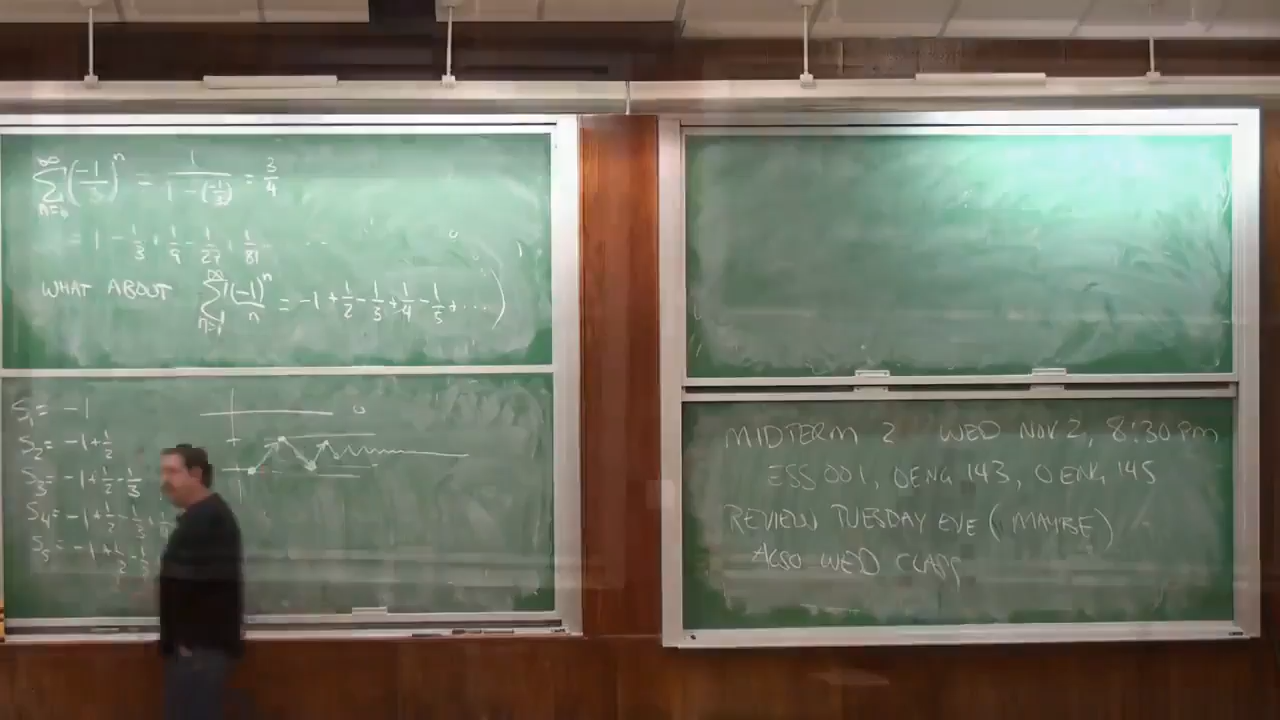 ∞∑n=0 (-1/3)^n = 1/(1-(-1/3)) = 3/4
= 1 - 1/3 + 1/9 - 1/27 + 1/81 ...
WHAT ABOUT ∞∑n=1 (-1)^n/n = -1 + 1/2 - 1/3 + 1/4 - 1/5 + ...)
S1 = -1
S2 = -1+1/2
S3 = -1+1/2-1/3
S4 = -1+1/2-1/3+
S5 = -1+1/2-1/3
0
-1
MIDTERM 2 WED NOV 2, 8:30 PM
ESS 001, OENG 143, OENG 145
REVIEW TUESDAY EVE (MAYBE)
ALSO WED CLASS